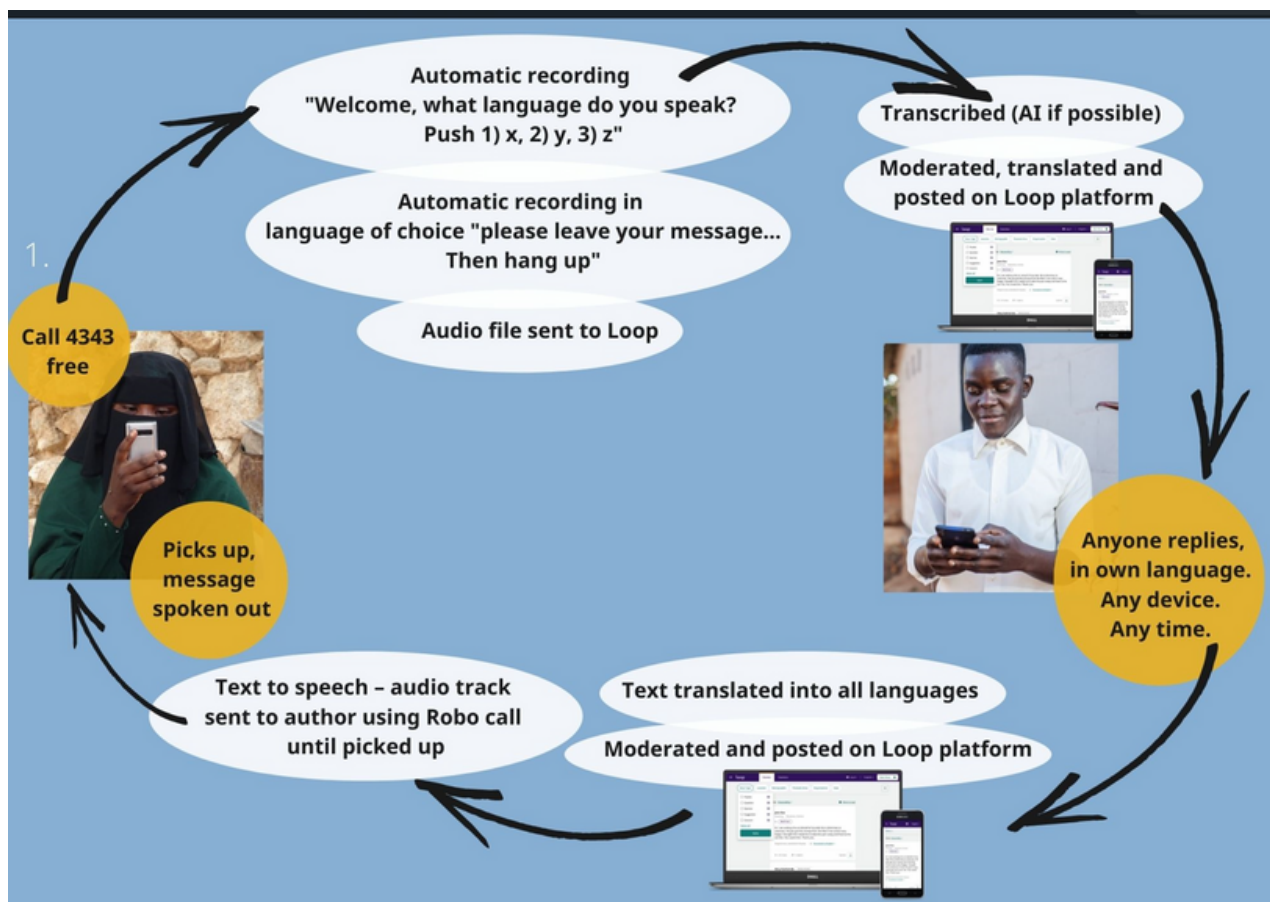 1.
Call 4343
free
Automatic recording
"Welcome, what language do you speak?
Push 1) x, 2) y, 3) z"
Automatic recording in
language of choice "please leave your message...
Then hang up"
Audio file sent to Loop
Transcribed (AI if possible)
Moderated, translated and
posted on Loop platform
Anyone replies,
in own language.
Any device.
Any time.
Text translated into all languages
Moderated and posted on Loop platform
Text to speech – audio track
sent to author using Robo call
until picked up
Picks up,
message
spoken out